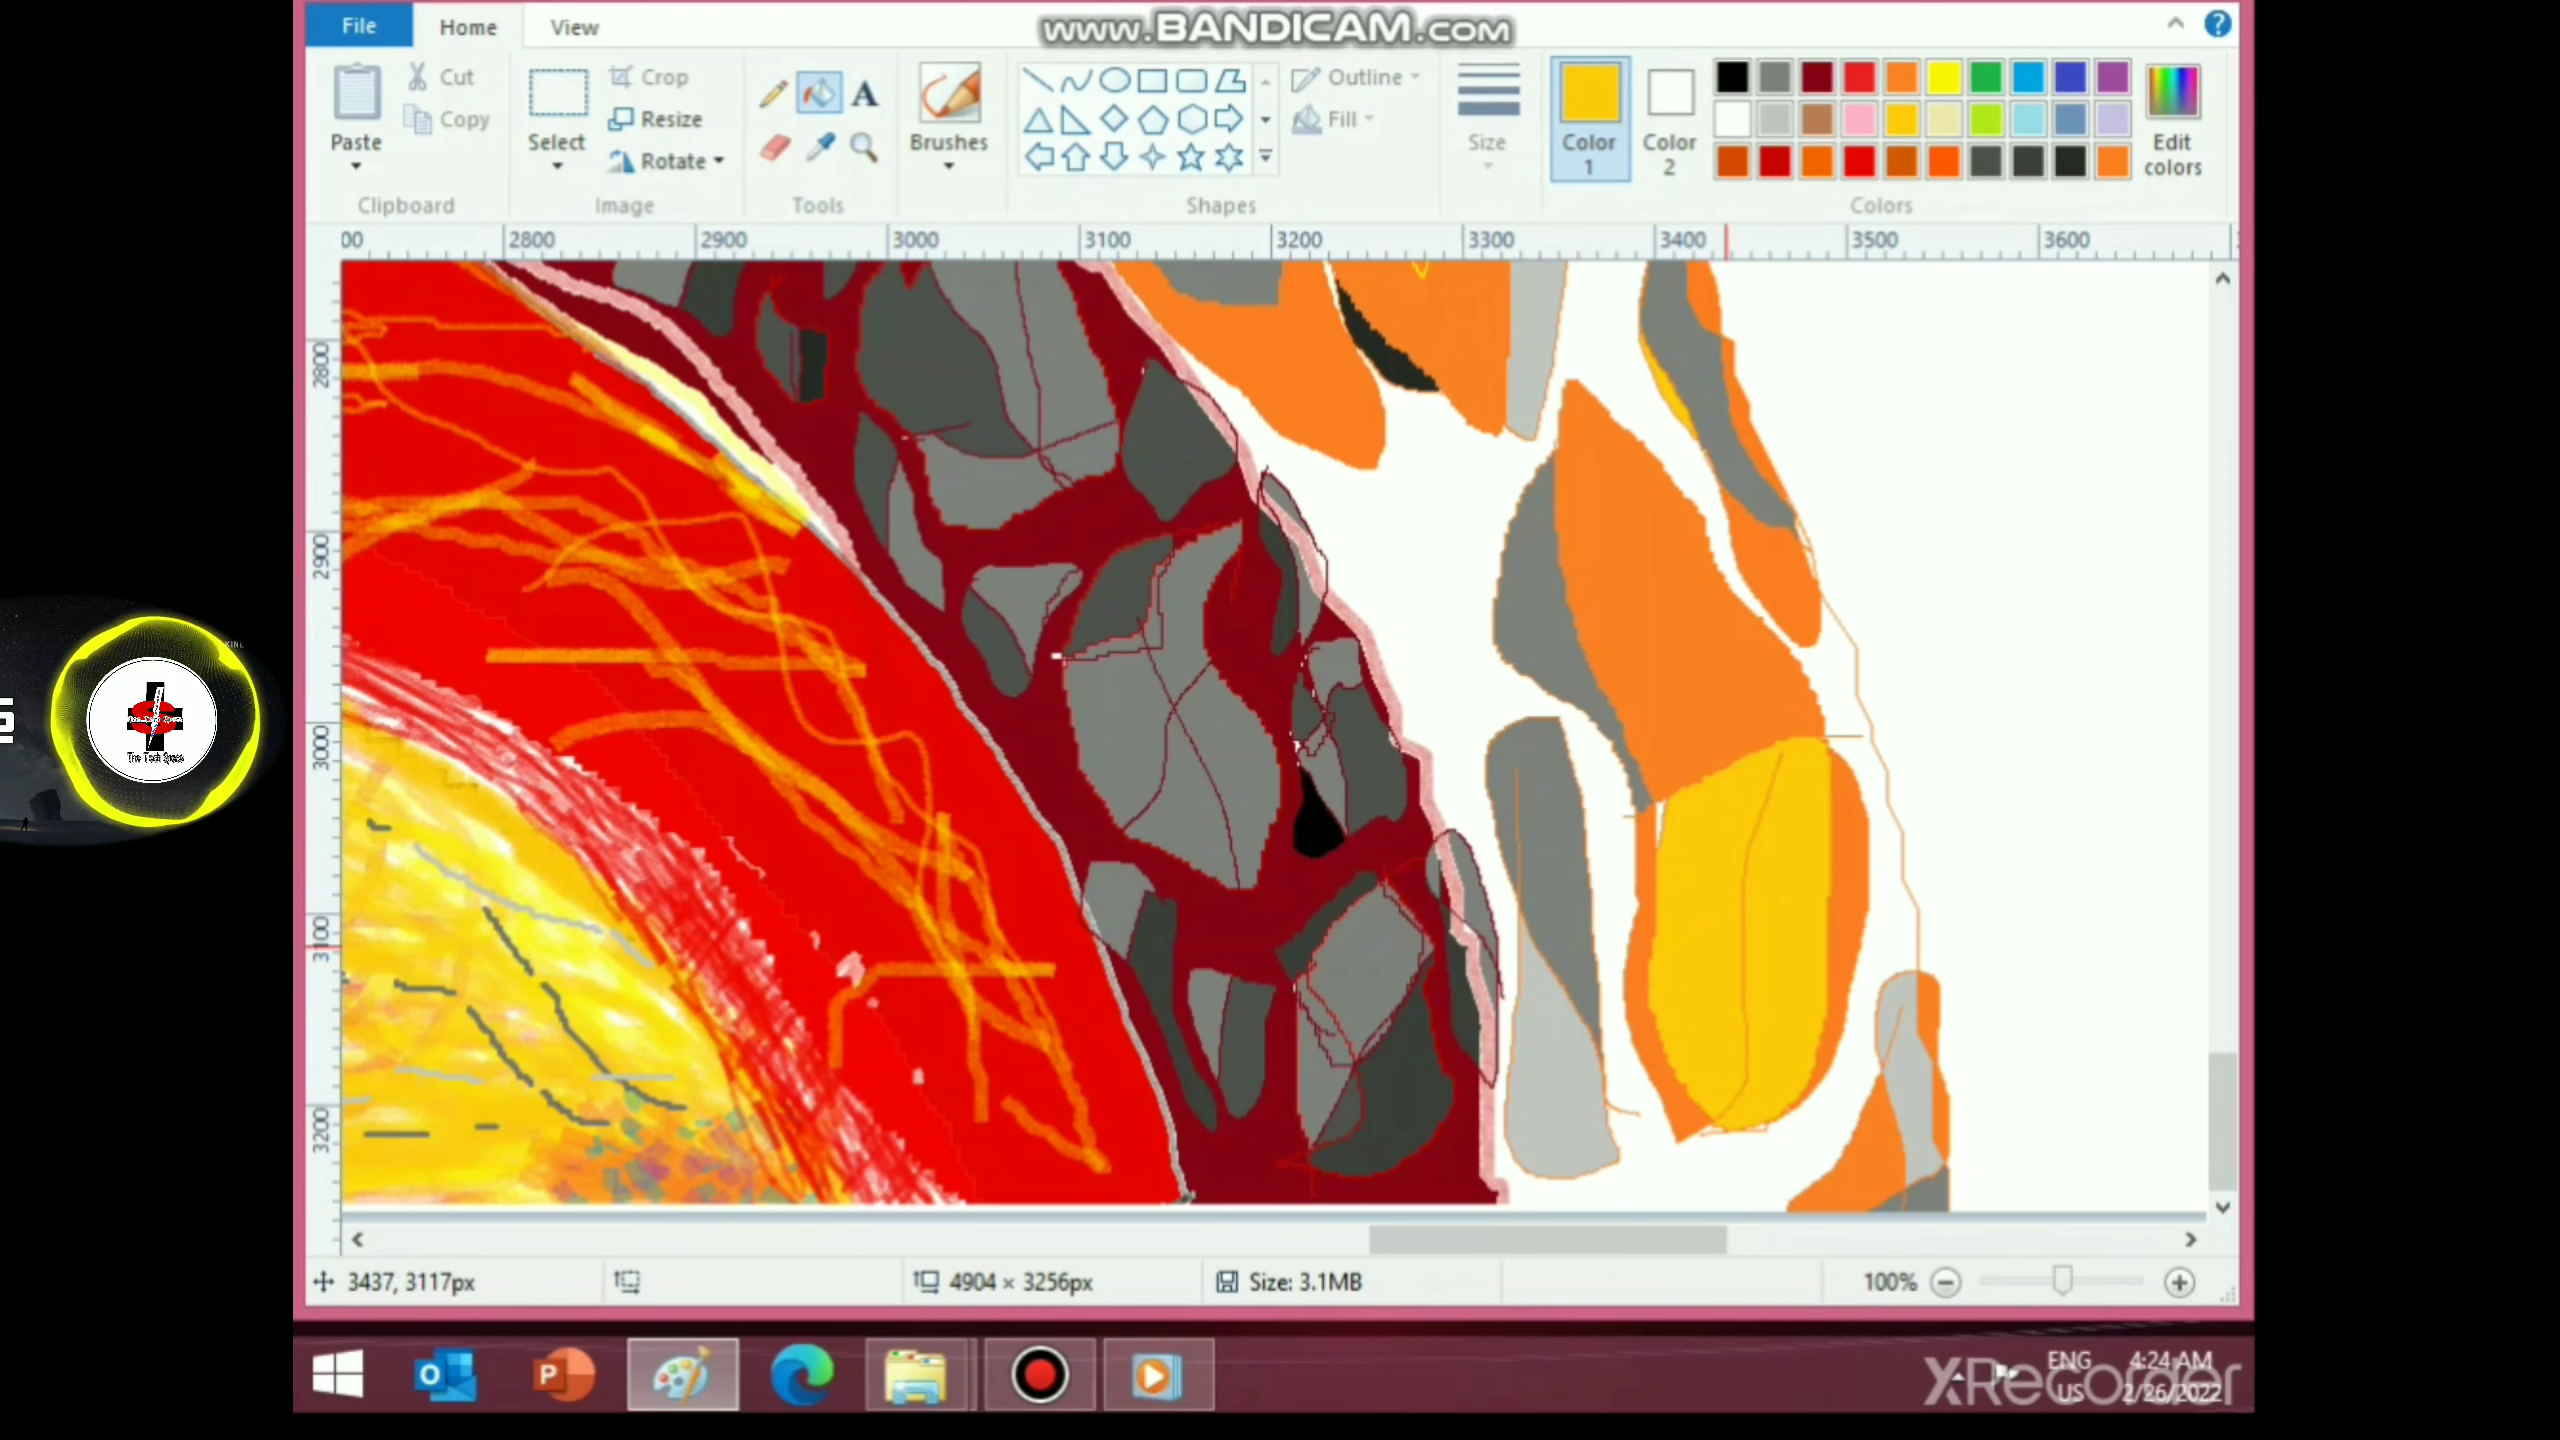 File Home View
www.BANDICAM.com
Cut
Copy
Paste
Clipboard
Crop
Resize
Rotate
Select
Image
A
Tools
Brushes
Outline
Fill
Shapes
Size
Color
1
Color
2
Edit
colors
Colors
00 2800 2900 3000 3100 3200 3300 3400 3500 3600
2800
2900
3000
3100
3200
S
The Tech Space
3437, 3117px
4904 × 3256px
Size: 3.1MB
100%
ENG
US
4:24 AM
2/26/2022
XRecorder